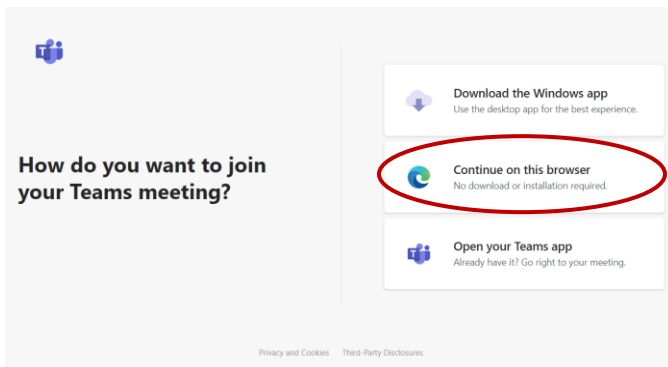 How do you want to join
your Teams meeting?
Download the Windows app
Use the desktop app for the best experience.
Continue on this browser
No download or installation required.
Open your Teams app
Already have it? Go right to your meeting.
Privacy and Cookies Third-Party Disclosures